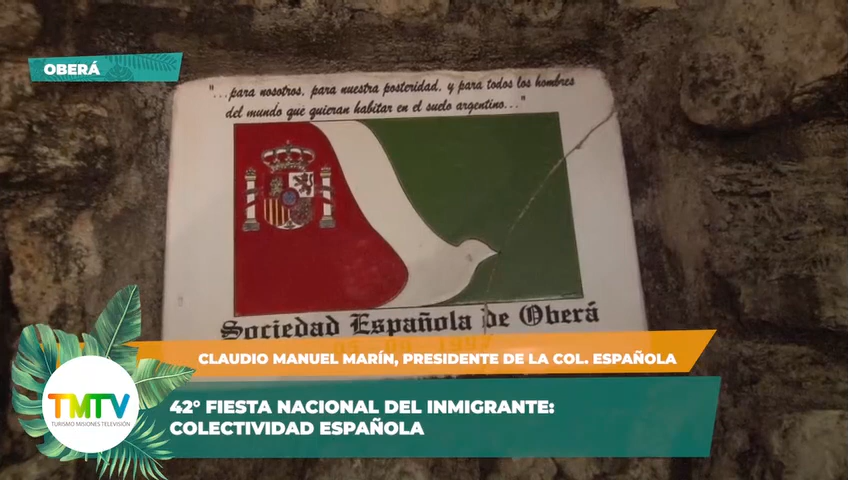 OBERÁ
"...para nosotros, para nuestra posteridad, y para todos los hombres
del mundo que quieran habitar en el suelo argentino..."
Sociedad Española de Oberá
CLAUDIO MANUEL MARÍN, PRESIDENTE DE LA COL. ESPAÑOLA
TMTV
TURISMO MISIONES TELEVISIÓN
42º FIESTA NACIONAL DEL INMIGRANTE:
COLECTIVIDAD ESPAÑOLA